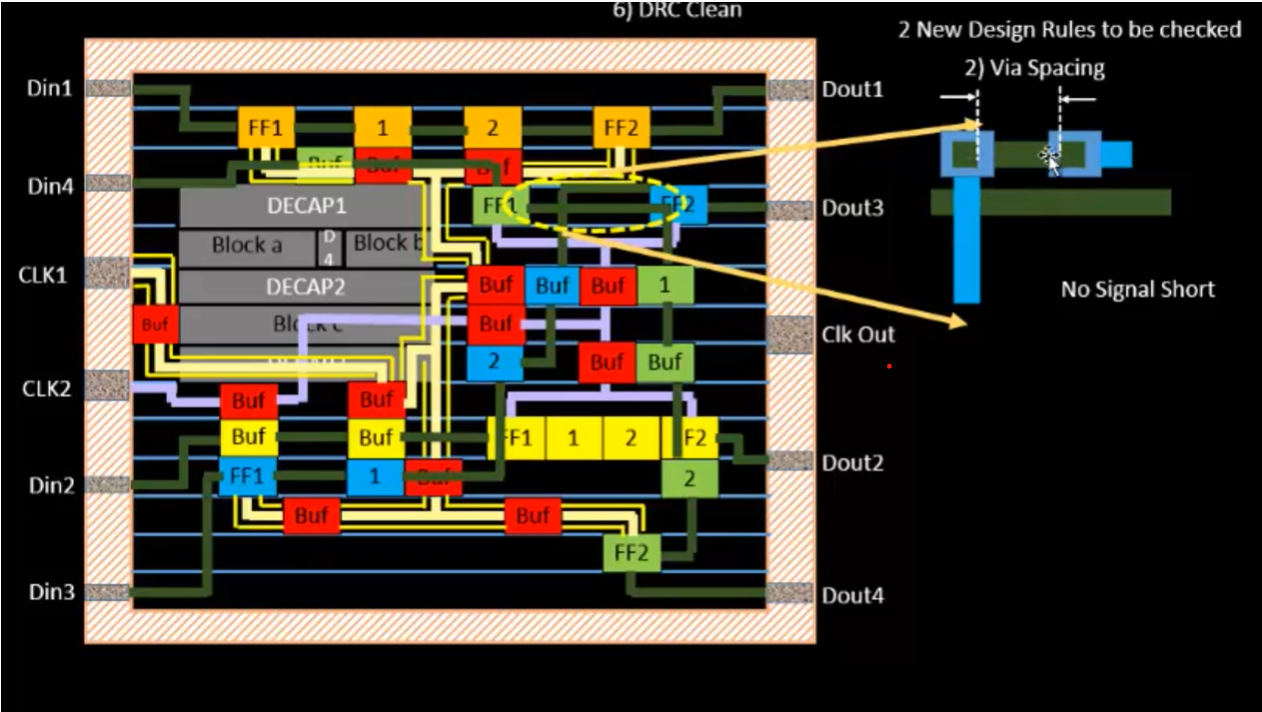 6) DRC Clean
2 New Design Rules to be checked
2) Via Spacing
Din1
Dout1
FF1 1 2 FF2
Buf Buf Buf
Din4
DECAP1
FF1 FF2
Dout3
Block a D4 Block b
CLK1
DECAP2
Buf Buf Buf 1
No Signal Short
Buf Block c Buf
Clk Out
2 Buf Buf
CLK2
Buf Buf
Buf Buf FF1 1 2 F2
Dout2
FF1 1 Buf 2
Din2
Buf Buf
FF2
Din3
Dout4